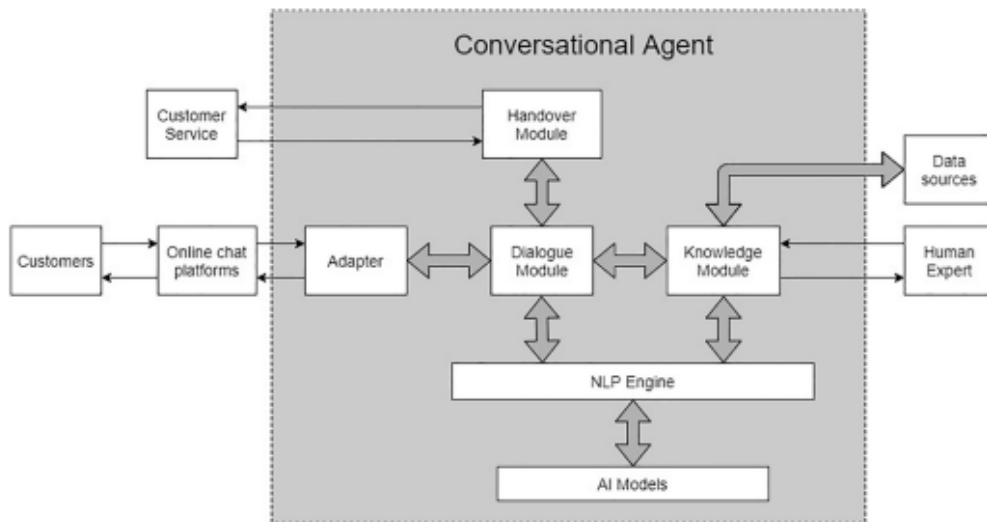 Conversational Agent
Customer
Service
Handover
Module
Data
sources
Customers
Online chat
platforms
Adapter
Dialogue
Module
Knowledge
Module
Human
Expert
NLP Engine
AI Models